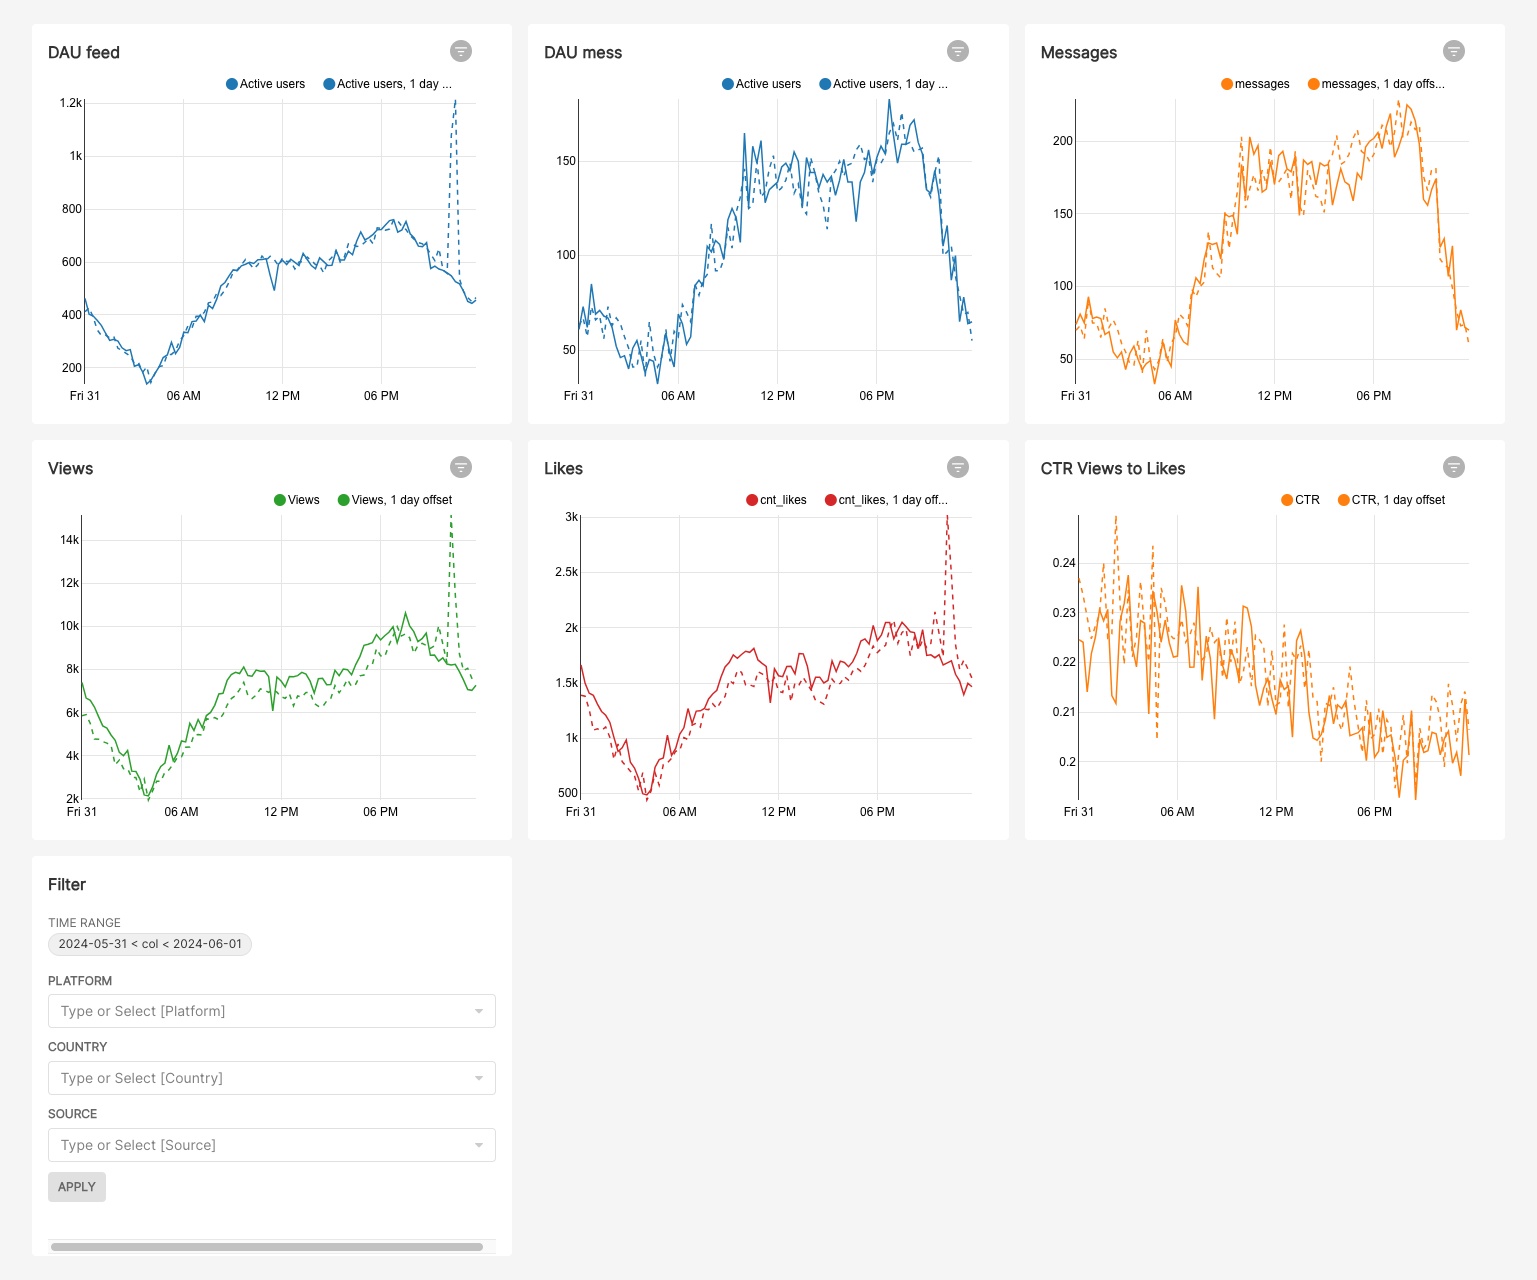 DAU feed
Active users
Active users, 1 day ...
1.2k
1k
800
600
400
200
Fri 31
06 AM
12 PM
06 PM
DAU mess
Active users
Active users, 1 day ...
150
100
50
Fri 31
06 AM
12 PM
06 PM
Messages
messages
messages, 1 day offs...
200
150
100
50
Fri 31
06 AM
12 PM
06 PM
Views
Views
Views, 1 day offset
14k
12k
10k
8k
6k
4k
2k
Fri 31
06 AM
12 PM
06 PM
Likes
cnt_likes
cnt_likes, 1 day off...
3k
2.5k
2k
1.5k
1k
500
Fri 31
06 AM
12 PM
06 PM
CTR Views to Likes
CTR
CTR, 1 day offset
0.24
0.23
0.22
0.21
0.2
Fri 31
06 AM
12 PM
06 PM
Filter
TIME RANGE
2024-05-31 < col < 2024-06-01
PLATFORM
Type or Select [Platform]
COUNTRY
Type or Select [Country]
SOURCE
Type or Select [Source]
APPLY